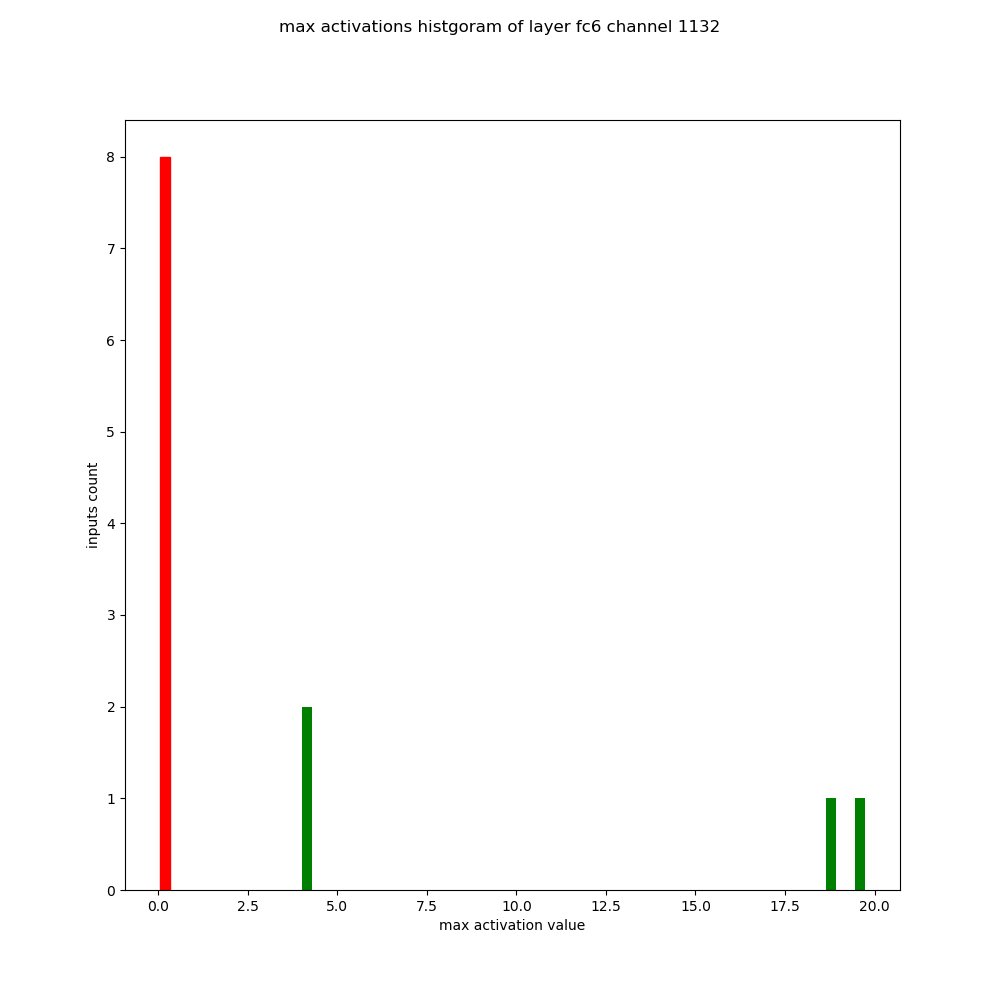 max activations histgoram of layer fc6 channel 1132
8
7
6
5
4
3
2
1
0
inputs count
0.0 2.5 5.0 7.5 10.0 12.5 15.0 17.5 20.0
max activation value